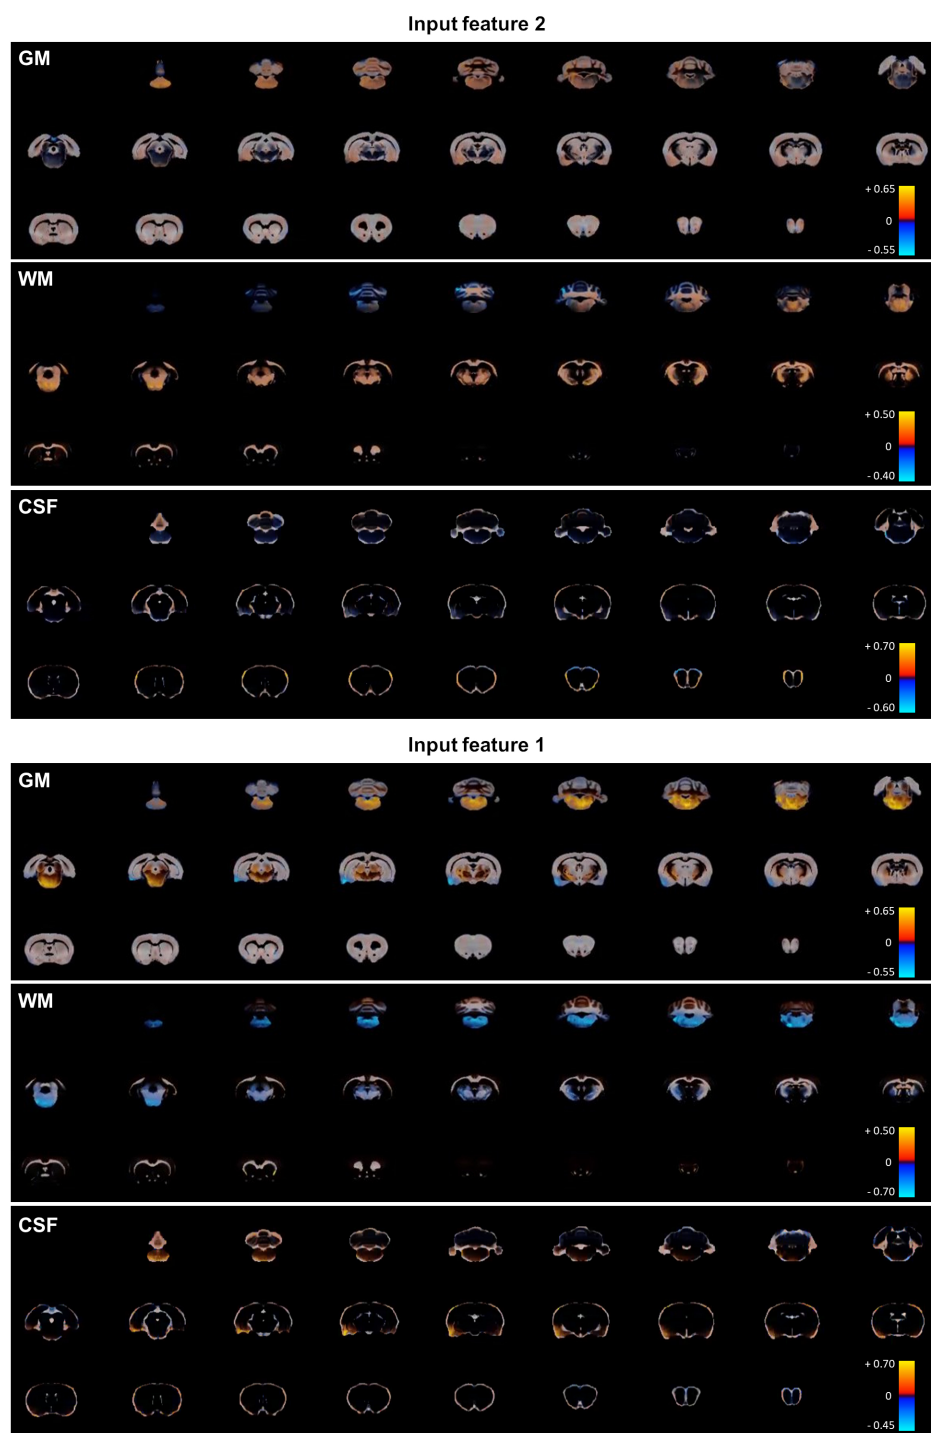 Input feature 2
GM
+ 0.65
0
- 0.55
WM
+ 0.50
0
- 0.40
CSF
+ 0.70
0
- 0.60
Input feature 1
GM
+ 0.65
0
- 0.55
WM
+ 0.50
0
- 0.70
CSF
+ 0.70
0
- 0.45